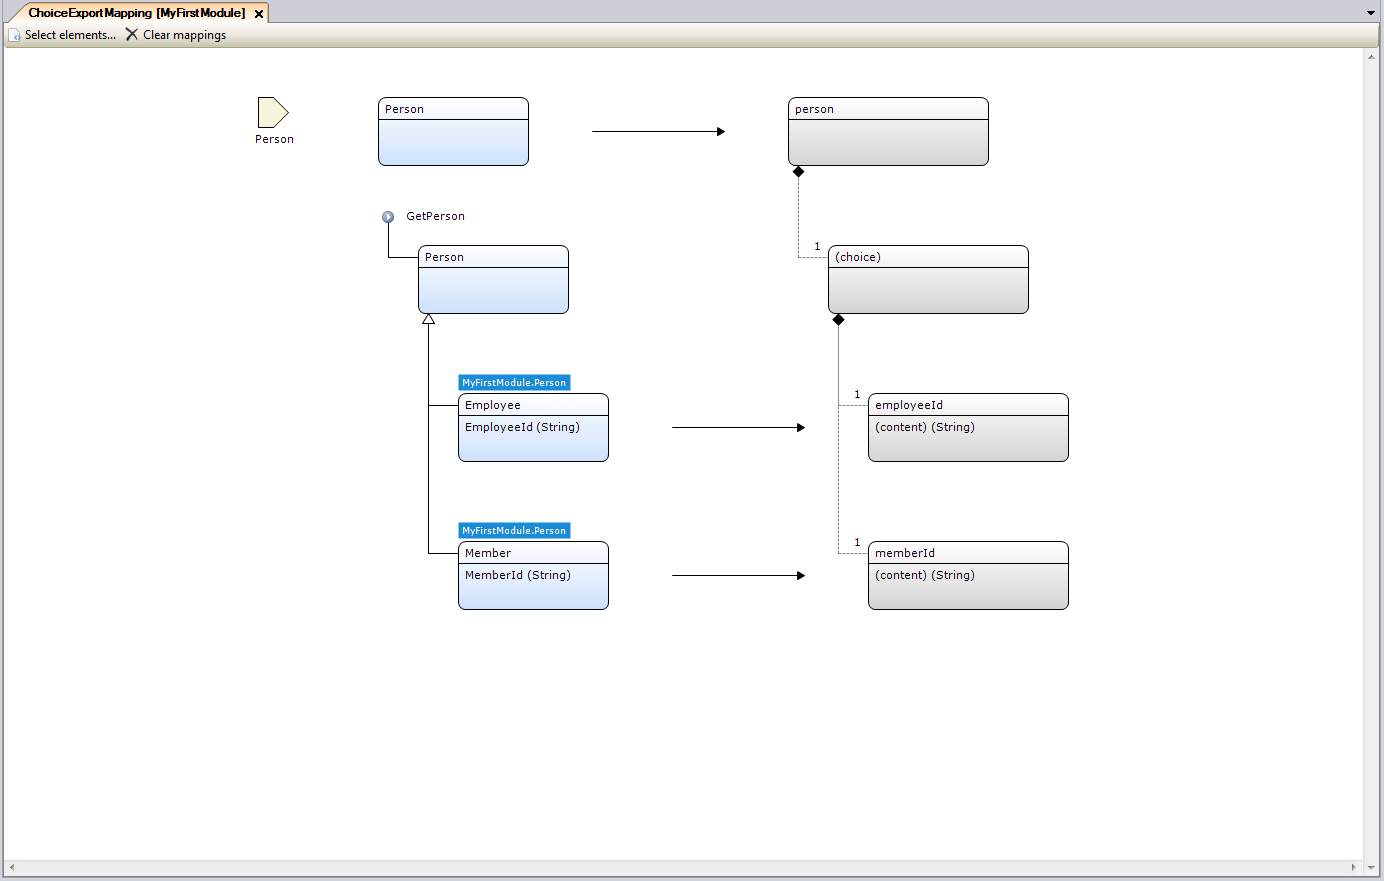 ChoiceExportMapping [MyFirstModule]
Select elements... Clear mappings
Person
Person
person
GetPerson
Person
1
(choice)
MyFirstModule.Person
Employee
EmployeeId (String)
1
employeeId
(content) (String)
MyFirstModule.Person
Member
MemberId (String)
1
memberId
(content) (String)